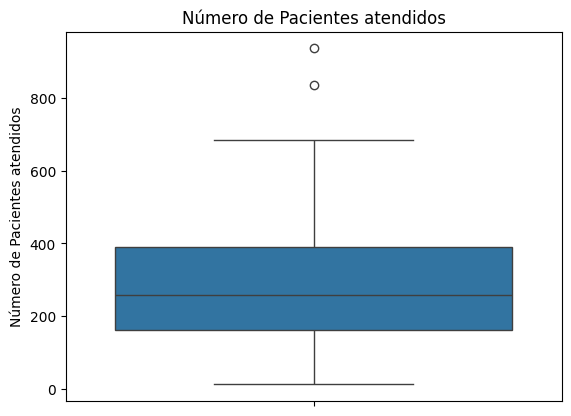 Número de Pacientes atendidos
Número de Pacientes atendidos
800
600
400
200
0